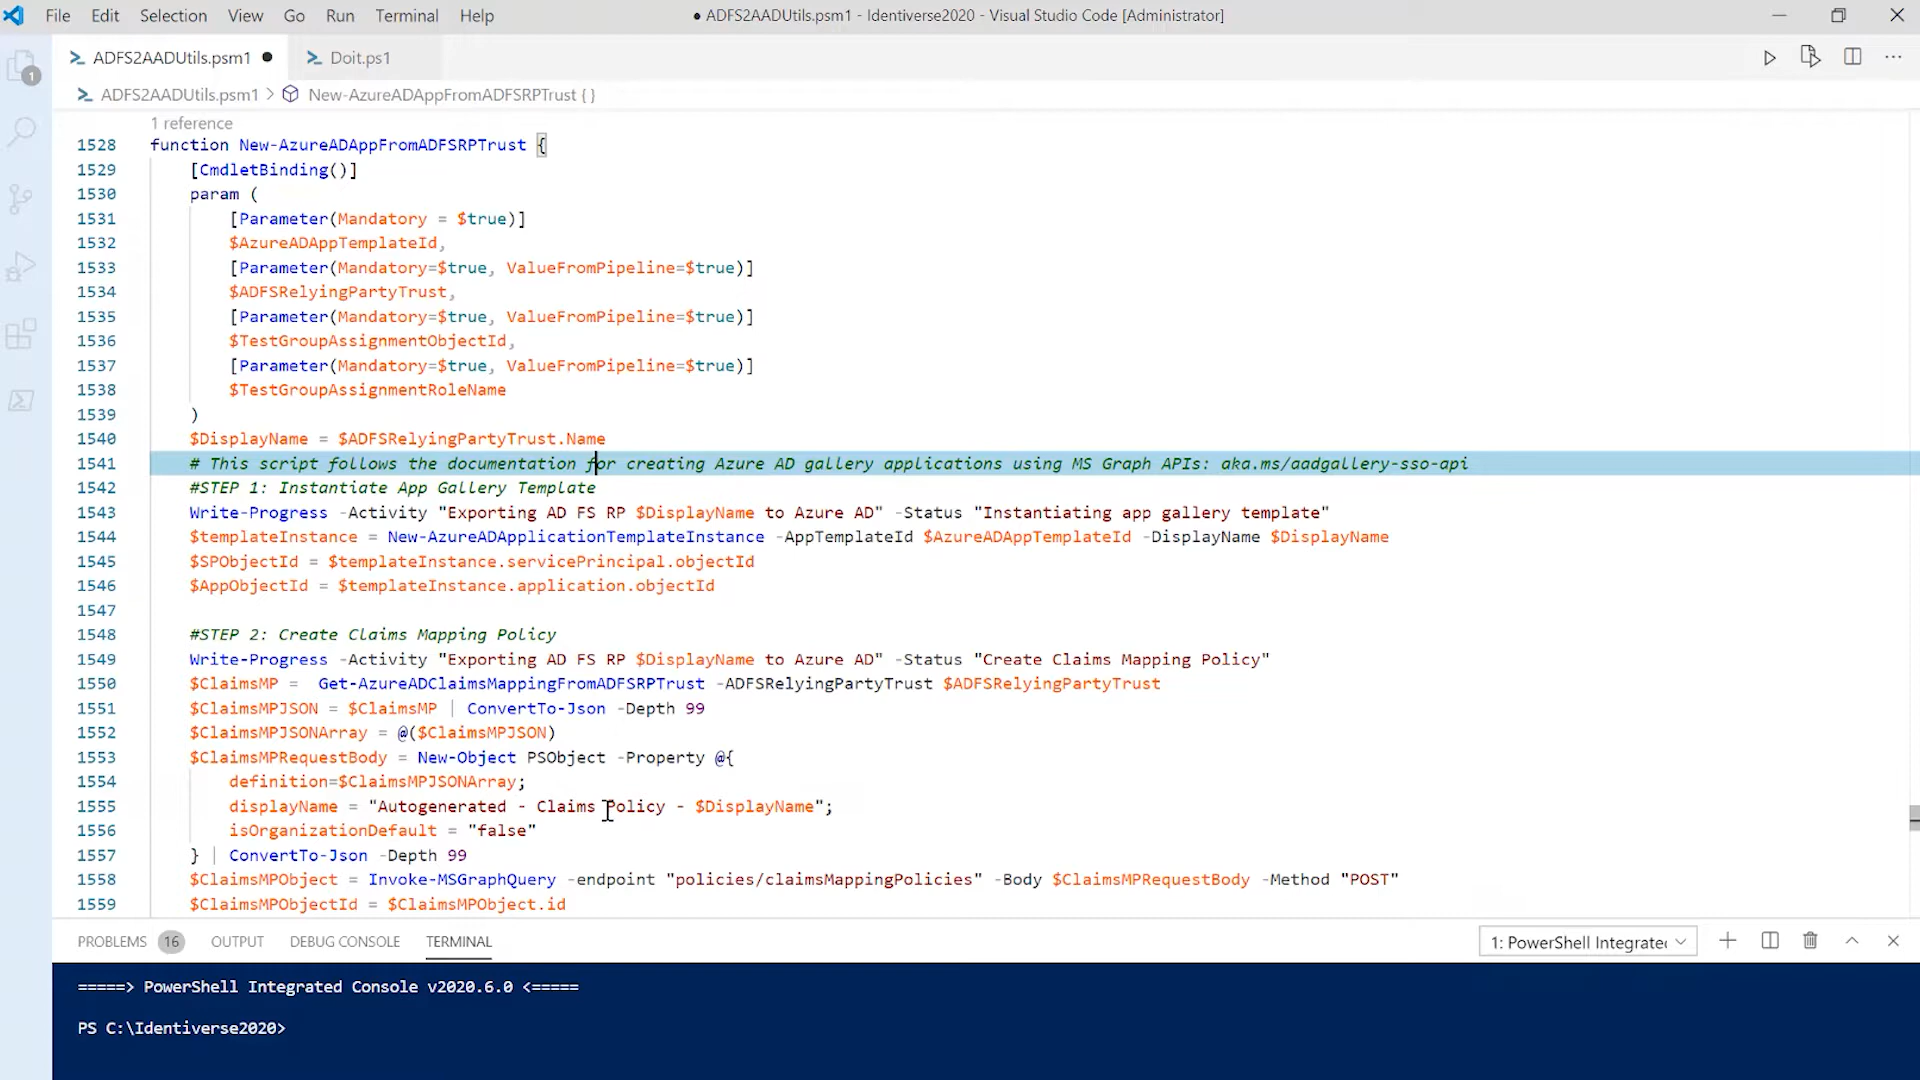 File Edit Selection View Go Run Terminal Help ● ADFS2AADUtils.psm1 - Identiverse2020 - Visual Studio Code [Administrator]
ADFS2AADUtils.psm1 ● Doit.ps1
ADFS2AADUtils.psm1 > New-AzureADAppFromADFSRPTrust { }
1
1 reference
1528 function New-AzureADAppFromADFSRPTrust {
1529 [CmdletBinding()]
1530 param (
1531 [Parameter(Mandatory = $true)]
1532 $AzureADAppTemplateId,
1533 [Parameter(Mandatory=$true, ValueFromPipeline=$true)]
1534 $ADFSRelyingPartyTrust,
1535 [Parameter(Mandatory=$true, ValueFromPipeline=$true)]
1536 $TestGroupAssignmentObjectId,
1537 [Parameter(Mandatory=$true, ValueFromPipeline=$true)]
1538 $TestGroupAssignmentRoleName
1539 )
1540 $DisplayName = $ADFSRelyingPartyTrust.Name
1541 # This script follows the documentation for creating Azure AD gallery applications using MS Graph APIs: aka.ms/aadgallery-sso-api
1542 #STEP 1: Instantiate App Gallery Template
1543 Write-Progress -Activity "Exporting AD FS RP $DisplayName to Azure AD" -Status "Instantiating app gallery template"
1544 $templateInstance = New-AzureADApplicationTemplateInstance -AppTemplateId $AzureADAppTemplateId -DisplayName $DisplayName
1545 $SPObjectId = $templateInstance.servicePrincipal.objectId
1546 $AppObjectId = $templateInstance.application.objectId
1547
1548 #STEP 2: Create Claims Mapping Policy
1549 Write-Progress -Activity "Exporting AD FS RP $DisplayName to Azure AD" -Status "Create Claims Mapping Policy"
1550 $ClaimsMP =  Get-AzureADClaimsMappingFromADFSRPTrust -ADFSRelyingPartyTrust $ADFSRelyingPartyTrust
1551 $ClaimsMPJSON = $ClaimsMP | ConvertTo-Json -Depth 99
1552 $ClaimsMPJSONArray = @($ClaimsMPJSON)
1553 $ClaimsMPRequestBody = New-Object PSObject -Property @{
1554 definition=$ClaimsMPJSONArray;
1555 displayName = "Autogenerated - Claims Policy - $DisplayName";
1556 isOrganizationDefault = "false"
1557 } | ConvertTo-Json -Depth 99
1558 $ClaimsMPObject = Invoke-MSGraphQuery -endpoint "policies/claimsMappingPolicies" -Body $ClaimsMPRequestBody -Method "POST"
1559 $ClaimsMPObjectId = $ClaimsMPObject.id
PROBLEMS 16 OUTPUT DEBUG CONSOLE TERMINAL 1: PowerShell Integrate
=====> PowerShell Integrated Console v2020.6.0 <=====
PS C:\Identiverse2020>